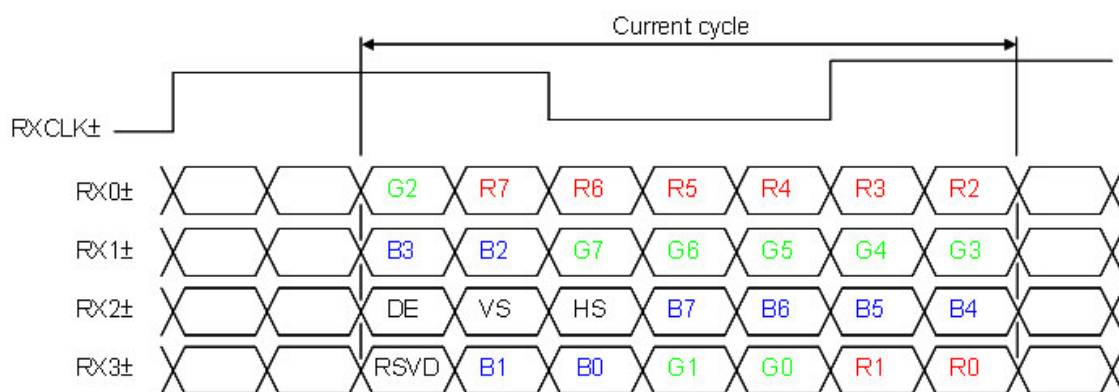 Current cycle
RXCLK±
RX0± G2 R7 R6 R5 R4 R3 R2
RX1± B3 B2 G7 G6 G5 G4 G3
RX2± DE VS HS B7 B6 B5 B4
RX3± RSVD B1 B0 G1 G0 R1 R0